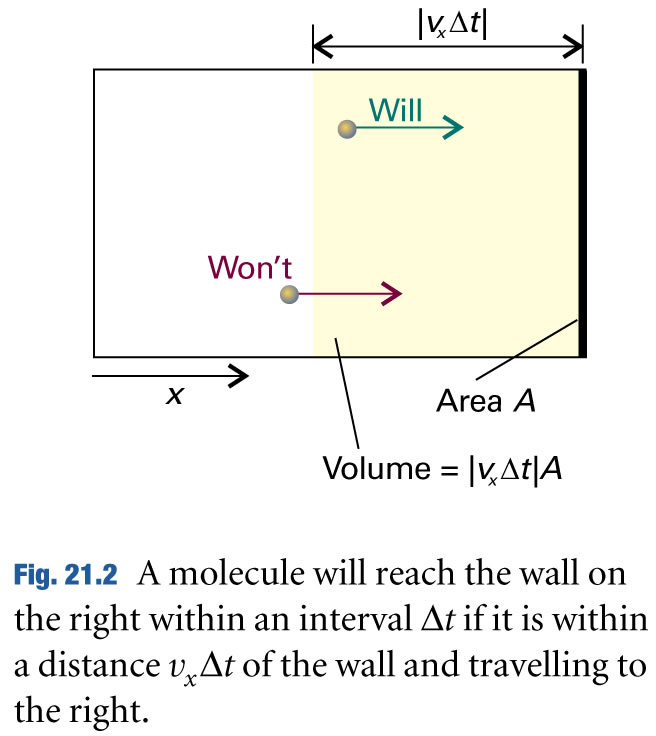 |vₓΔt|
Will
Won't
x
Area A
Volume = |vₓΔt|A
Fig. 21.2 A molecule will reach the wall on
the right within an interval Δt if it is within
a distance vₓΔt of the wall and travelling to
the right.